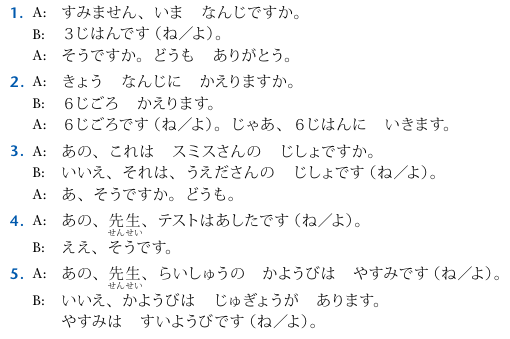 1. A: すみません、いま なんじですか。
B: 3じはんです（ね／よ）。
A: そうですか。どうも ありがとう。
2. A: きょう なんじに かえりますか。
B: 6じごろ かえります。
A: 6じごろです（ね／よ）。じゃあ、6じはんに いきます。
3. A: あの、これは スミスさんの じしょですか。
B: いいえ、それは、うえださんの じしょです（ね／よ）。
A: あ、そうですか。どうも。
4. A: あの、先生、テストはあしたです（ね／よ）。
せんせい
B: ええ、そうです。
5. A: あの、先生、らいしゅうの かようびは やすみです（ね／よ）。
せんせい
B: いいえ、かようびは じゅぎょうが あります。
やすみは すいようびです（ね／よ）。